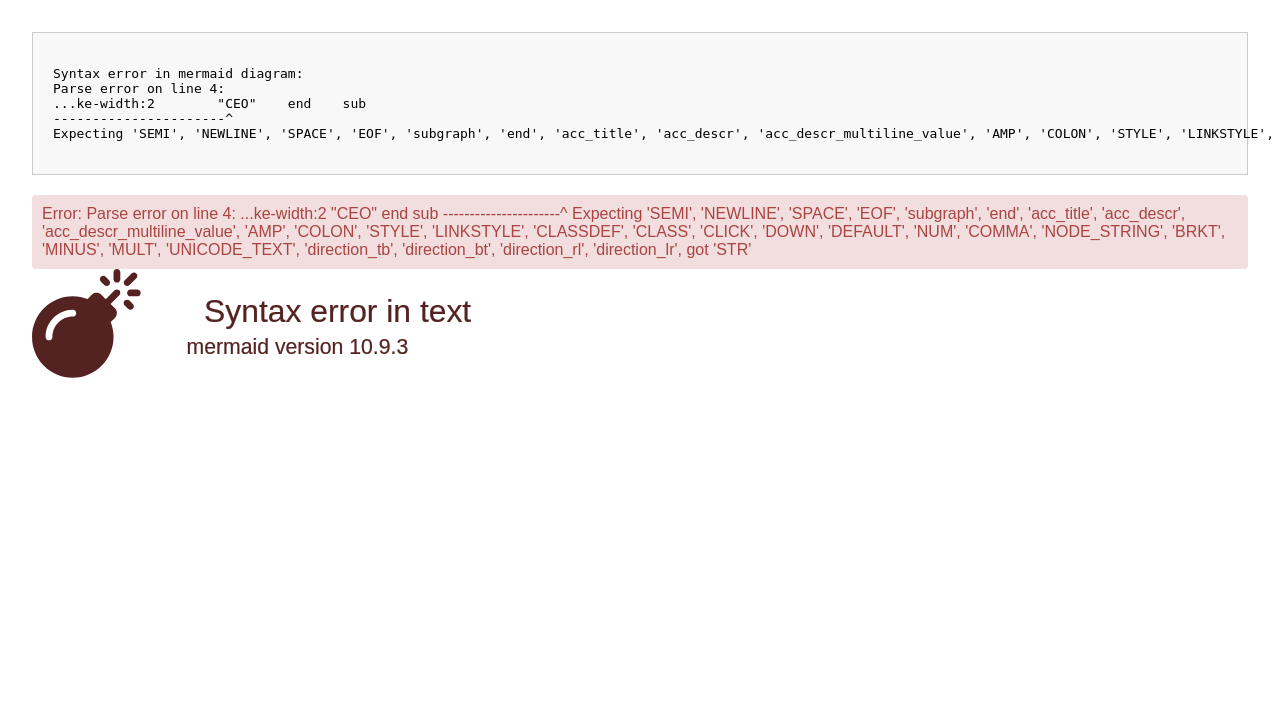 Syntax error in mermaid diagram:
Parse error on line 4:
...ke-width:2        "CEO"    end    sub
----------------------^
Expecting 'SEMI', 'NEWLINE', 'SPACE', 'EOF', 'subgraph', 'end', 'acc_title', 'acc_descr', 'acc_descr_multiline_value', 'AMP', 'COLON', 'STYLE', 'LINKSTYLE',
Error: Parse error on line 4: ...ke-width:2 "CEO" end sub ----------------------^ Expecting 'SEMI', 'NEWLINE', 'SPACE', 'EOF', 'subgraph', 'end', 'acc_title', 'acc_descr',
'acc_descr_multiline_value', 'AMP', 'COLON', 'STYLE', 'LINKSTYLE', 'CLASSDEF', 'CLASS', 'CLICK', 'DOWN', 'DEFAULT', 'NUM', 'COMMA', 'NODE_STRING', 'BRKT',
'MINUS', 'MULT', 'UNICODE_TEXT', 'direction_tb', 'direction_bt', 'direction_rl', 'direction_lr', got 'STR'
Syntax error in text
mermaid version 10.9.3